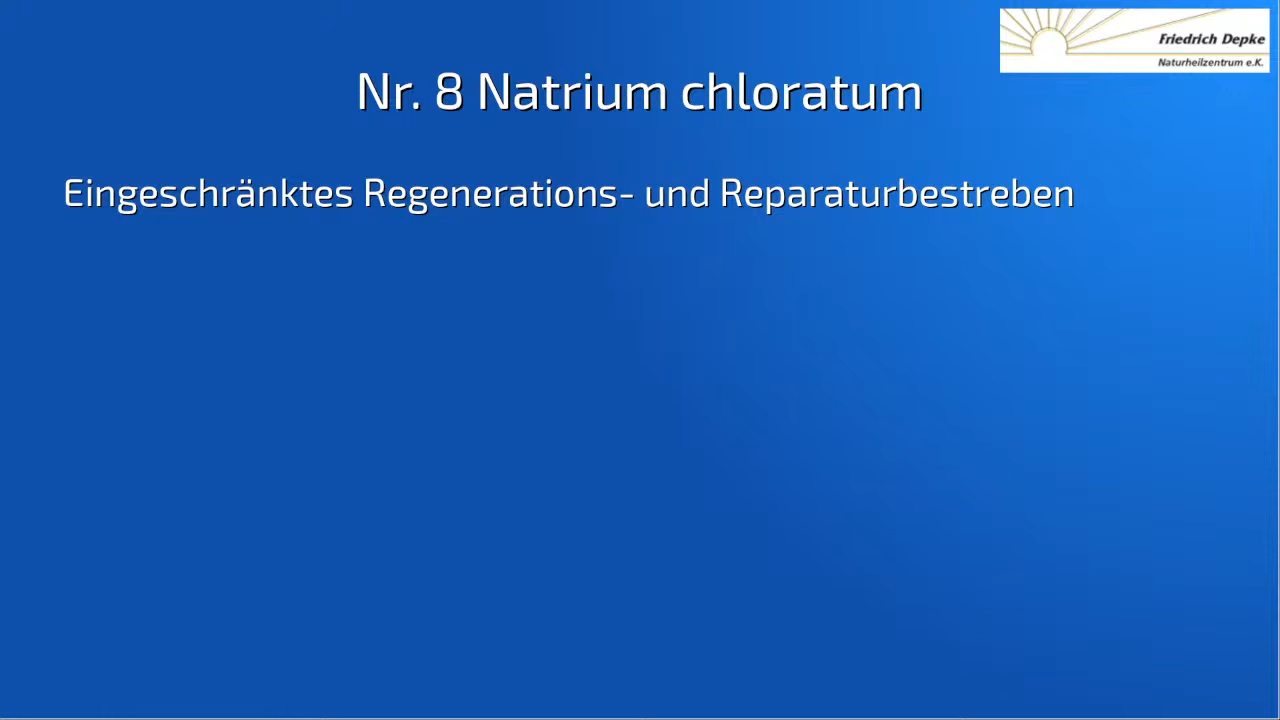 Friedrich Depke
Naturheilzentrum e.K.
Nr. 8 Natrium chloratum
Eingeschränktes Regenerations- und Reparaturbestreben